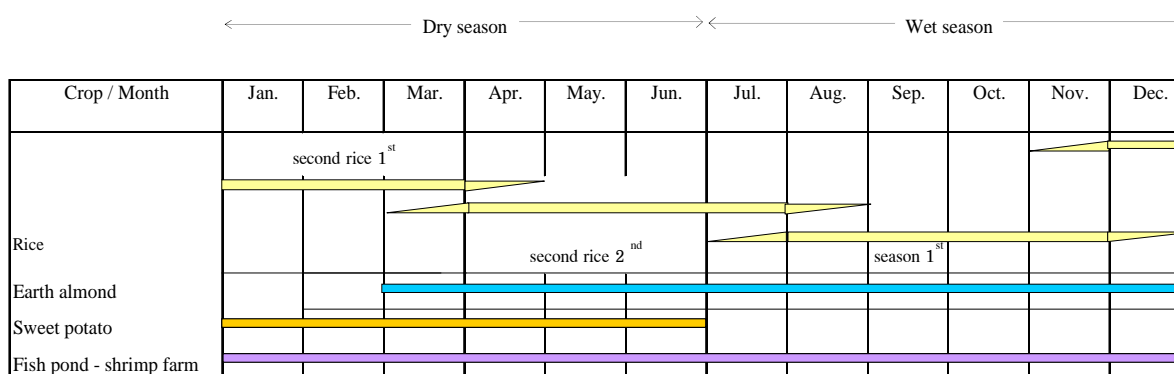 Dry season Wet season
Crop / Month Jan. Feb. Mar. Apr. May. Jun. Jul. Aug. Sep. Oct. Nov. Dec.
second rice 1st
Rice
second rice 2nd season 1st
Earth almond
Sweet potato
Fish pond - shrimp farm